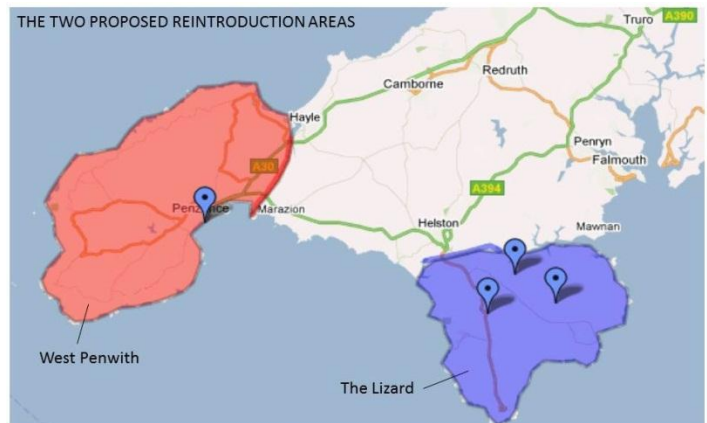 THE TWO PROPOSED REINTRODUCTION AREAS
Truro
A390
Redruth
Camborne
Hayle
Penryn
Falmouth
A30
A394
Penzance
Marazion
Helston
Mawnan
West Penwith
The Lizard